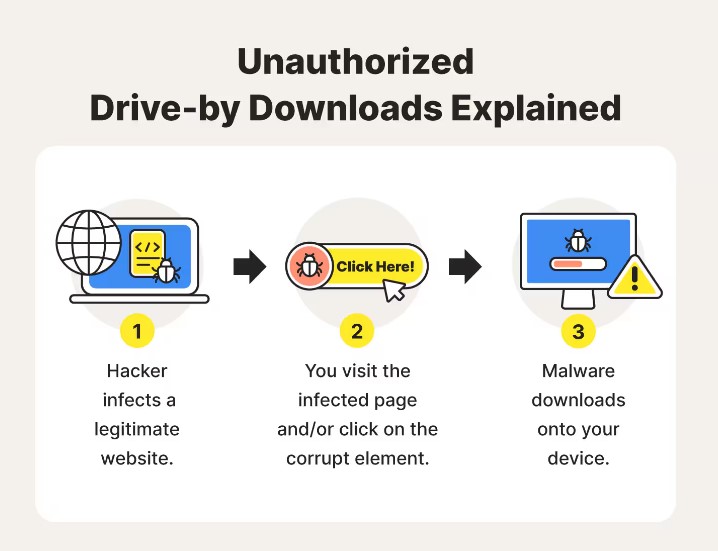 Unauthorized
Drive-by Downloads Explained
</>
Click Here!
1
Hacker
infects a
legitimate
website.
2
You visit the
infected page
and/or click on the
corrupt element.
3
Malware
downloads
onto your
device.